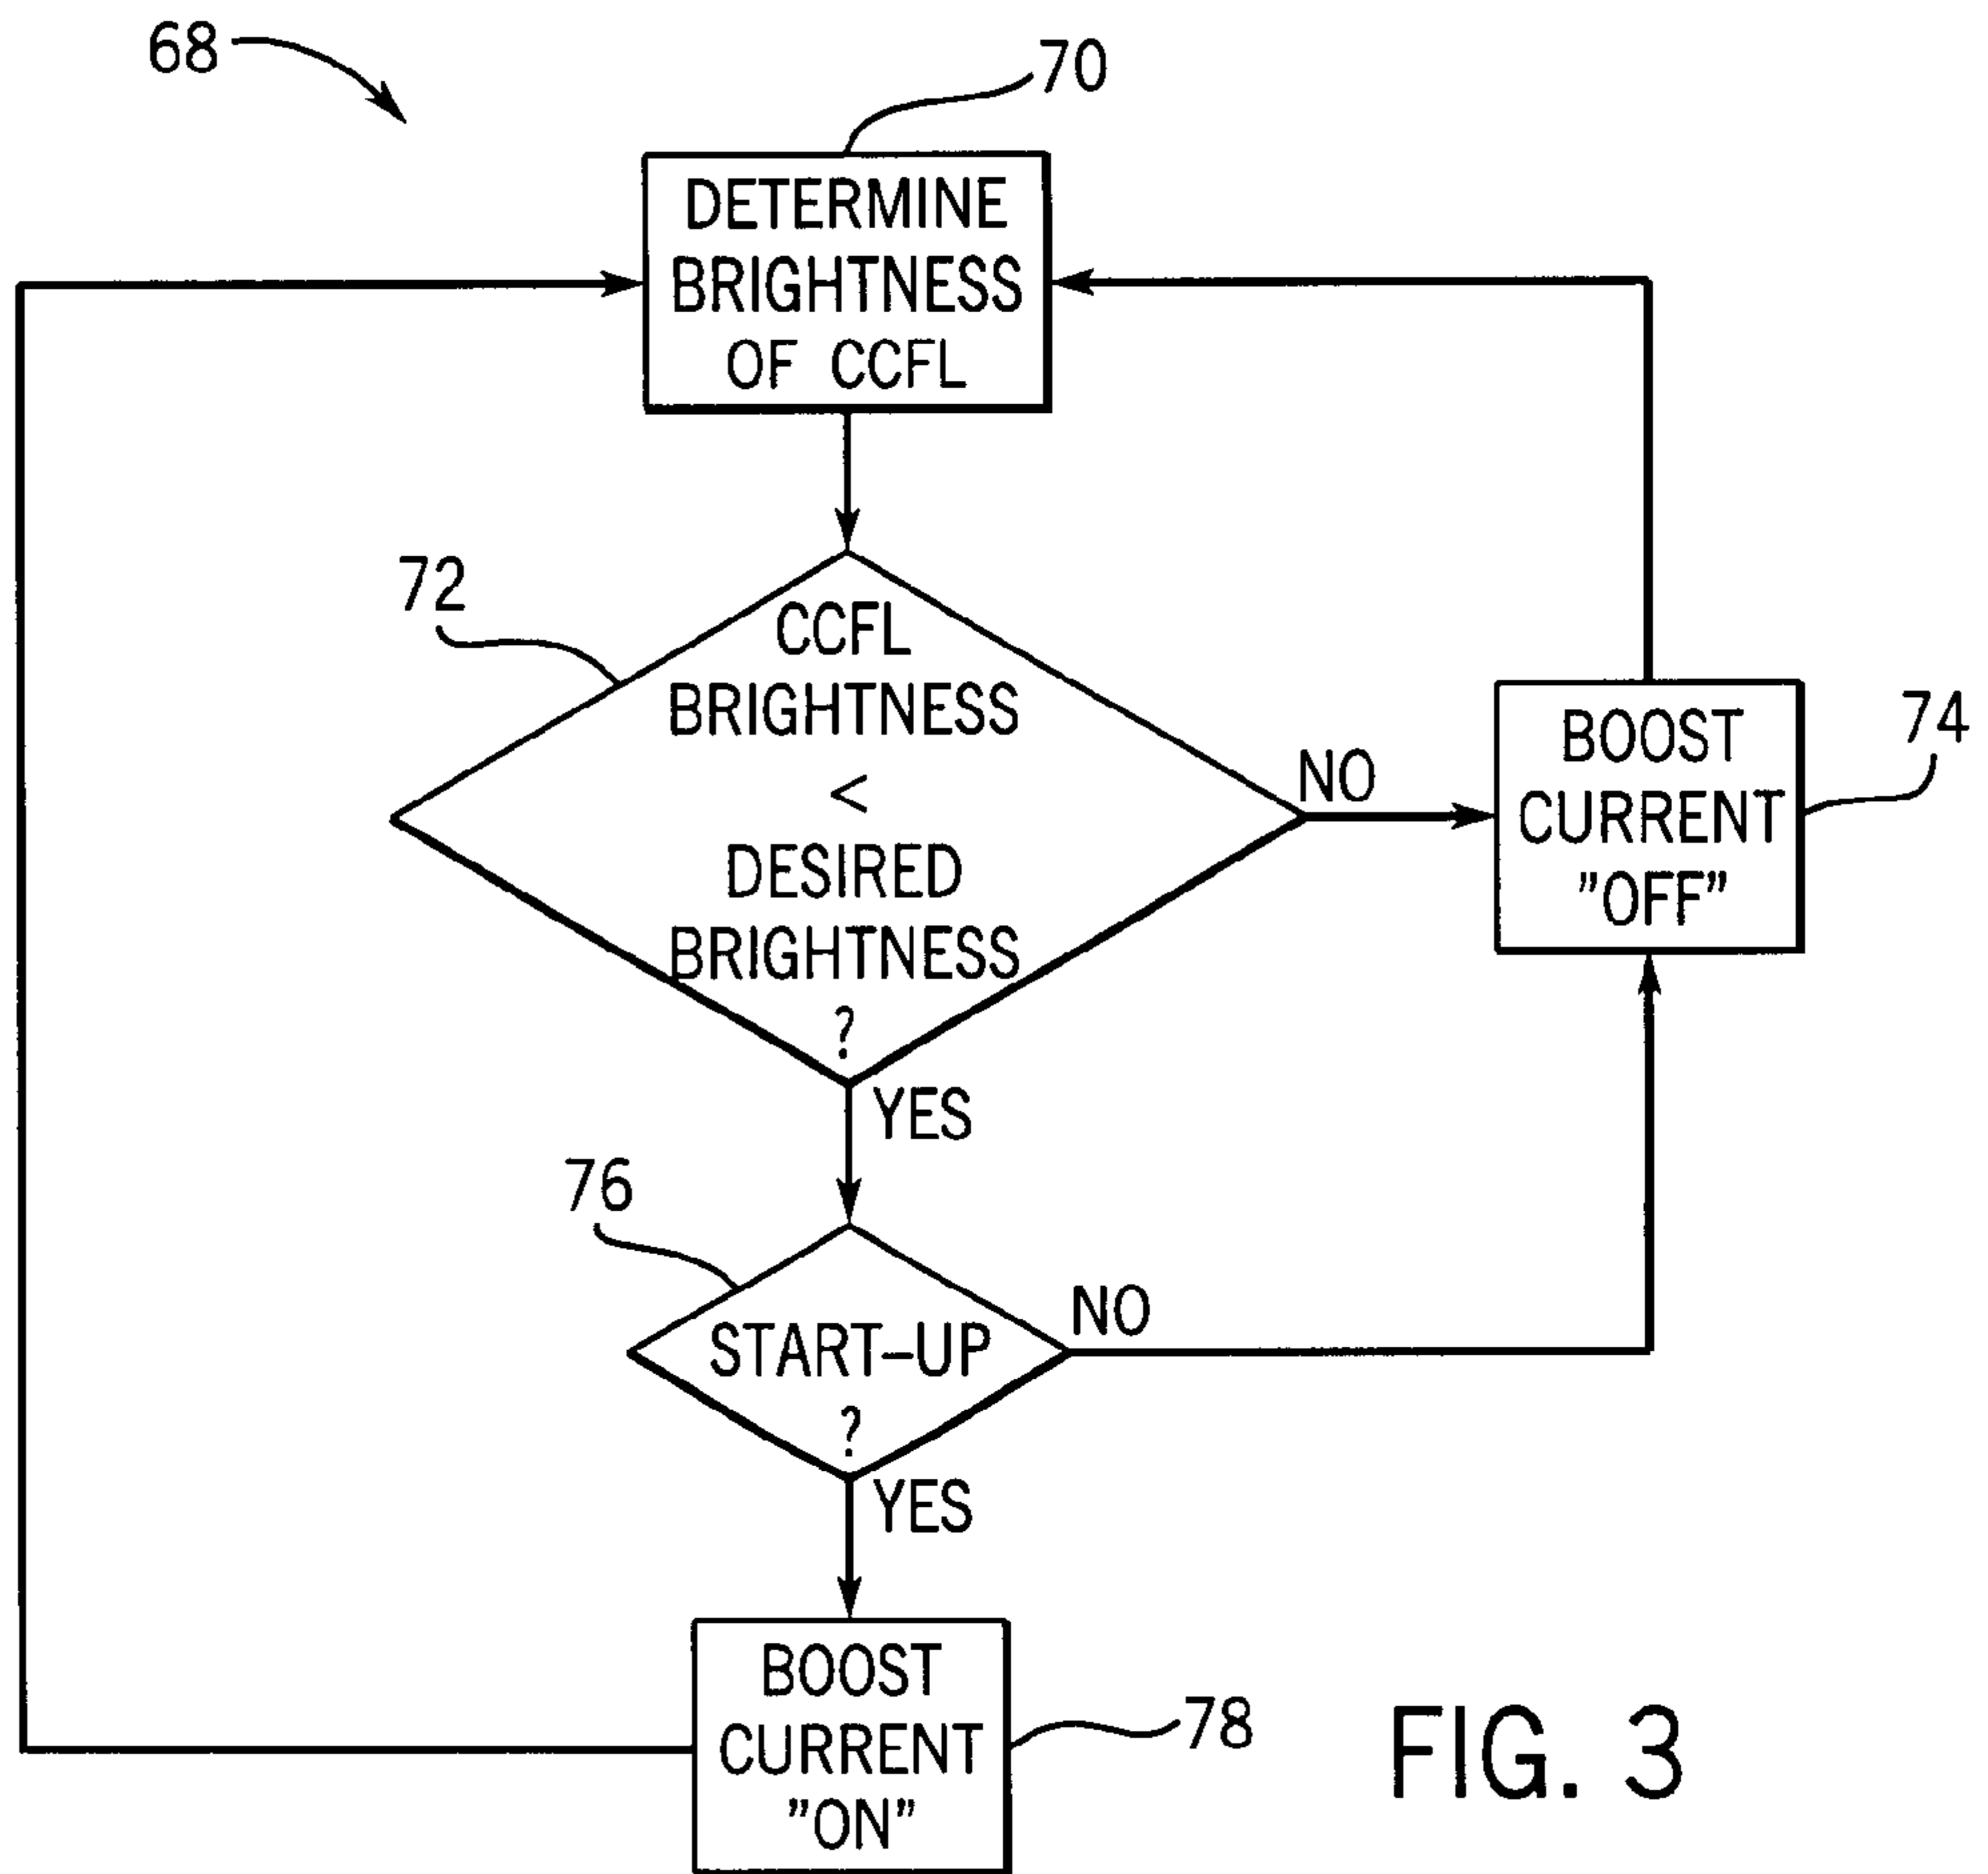 68
70
DETERMINE
BRIGHTNESS
OF CCFL
72
CCFL
BRIGHTNESS
<
DESIRED
BRIGHTNESS
?
NO
BOOST
CURRENT
"OFF"
74
YES
76
START-UP
?
NO
YES
BOOST
CURRENT
"ON"
78
FIG. 3